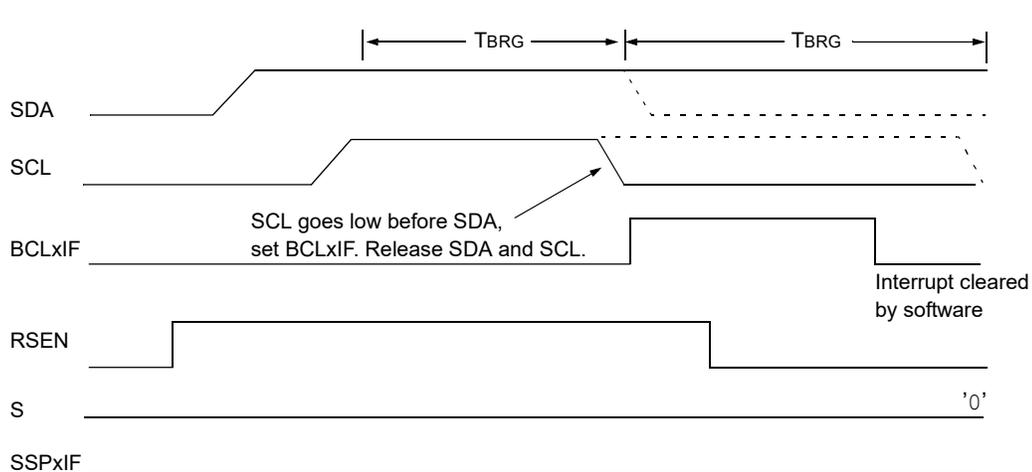 TBRG TBRG
SDA
SCL
SCL goes low before SDA,
set BCLxIF. Release SDA and SCL.
BCLxIF
Interrupt cleared
by software
RSEN
S
'0'
SSPxIF